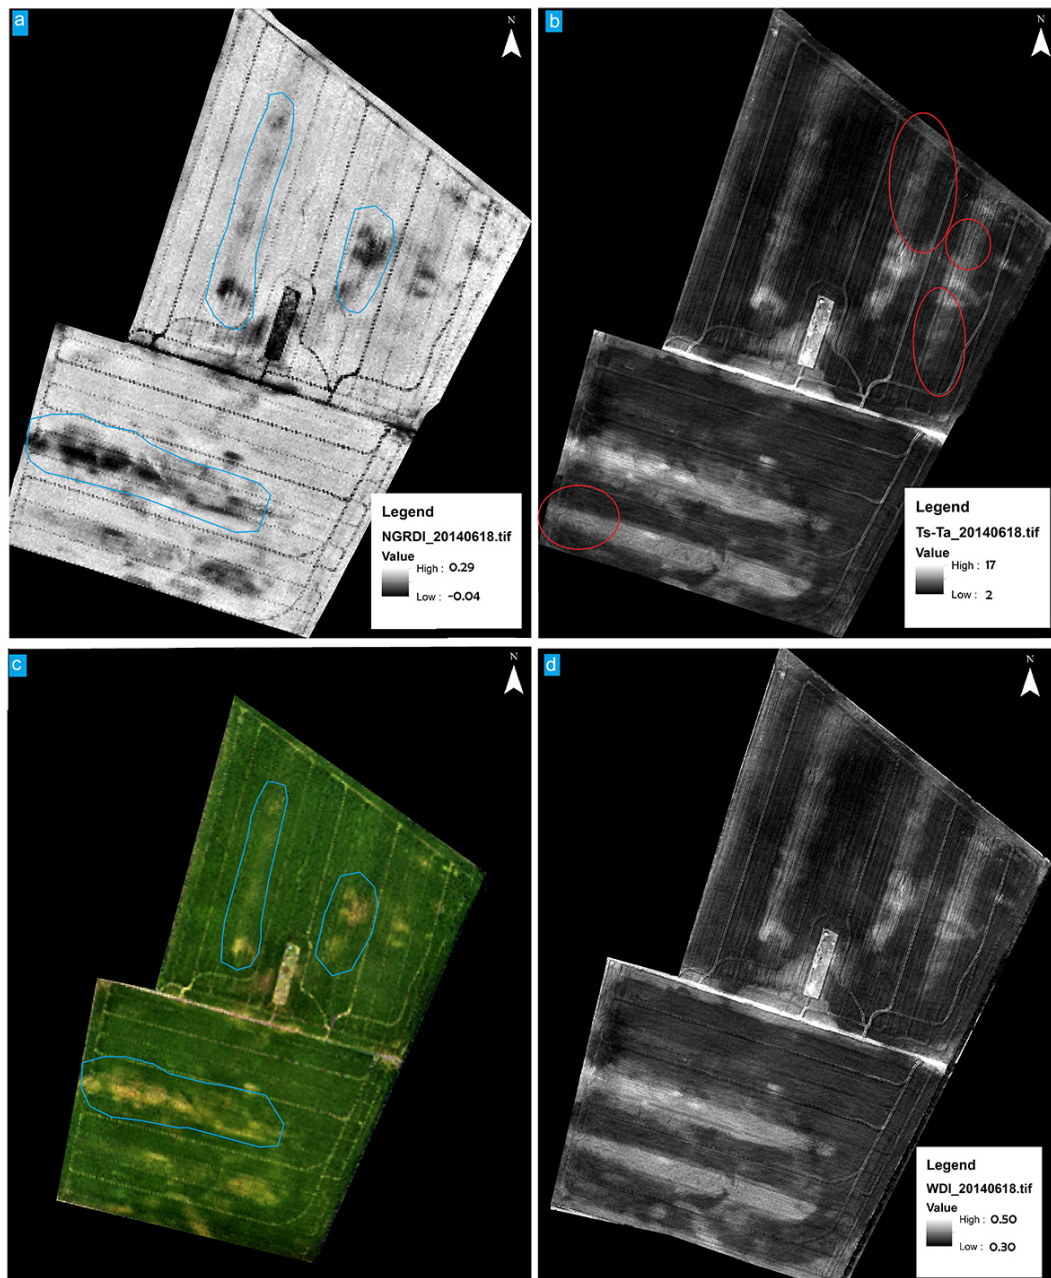 a
N
Legend
NGRDI_20140618.tif
Value
High : 0.29
Low : -0.04
b
N
Legend
Ts-Ta_20140618.tif
Value
High : 17
Low : 2
c
N
d
N
Legend
WDI_20140618.tif
Value
High : 0.50
Low : 0.30